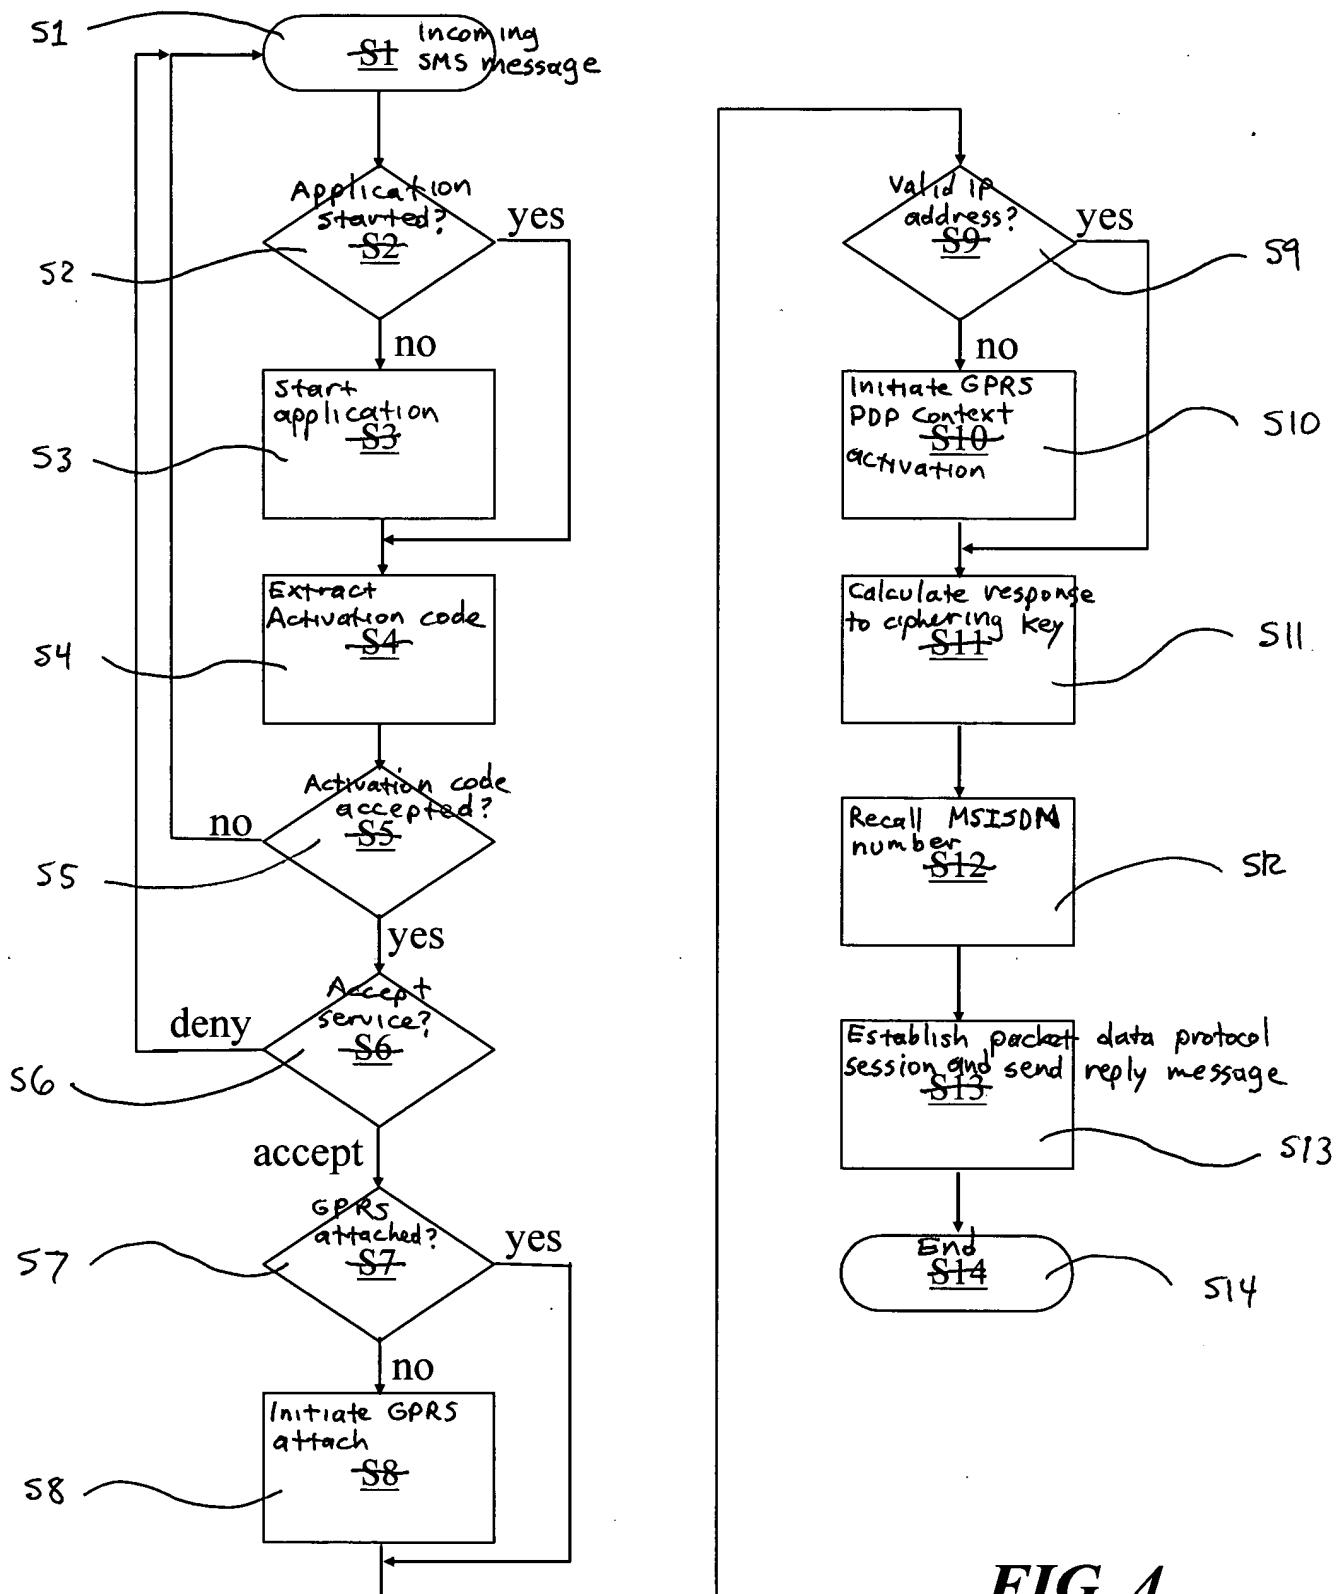 S1
Incoming
S1 SMS message
Application
started?
yes
S2
S2
no
Start
application
S3
S3
Extract
Activation code
S4
S4
Activation code
accepted?
no
S5
S5
yes
Accept
service?
deny
S6
S6
accept
GPRS
attached?
yes
S7
S7
no
Initiate GPRS
attach
S8
S8
Valid IP
address?
yes
S9
S9
no
Initiate GPRS
PDP Context
S10
S10
activation
Calculate response
to ciphering key
S11
S11
Recall MSISDN
number
S12
S12
Establish packet data protocol
session and send reply message
S13
S13
End
S14
S14
FIG. 4